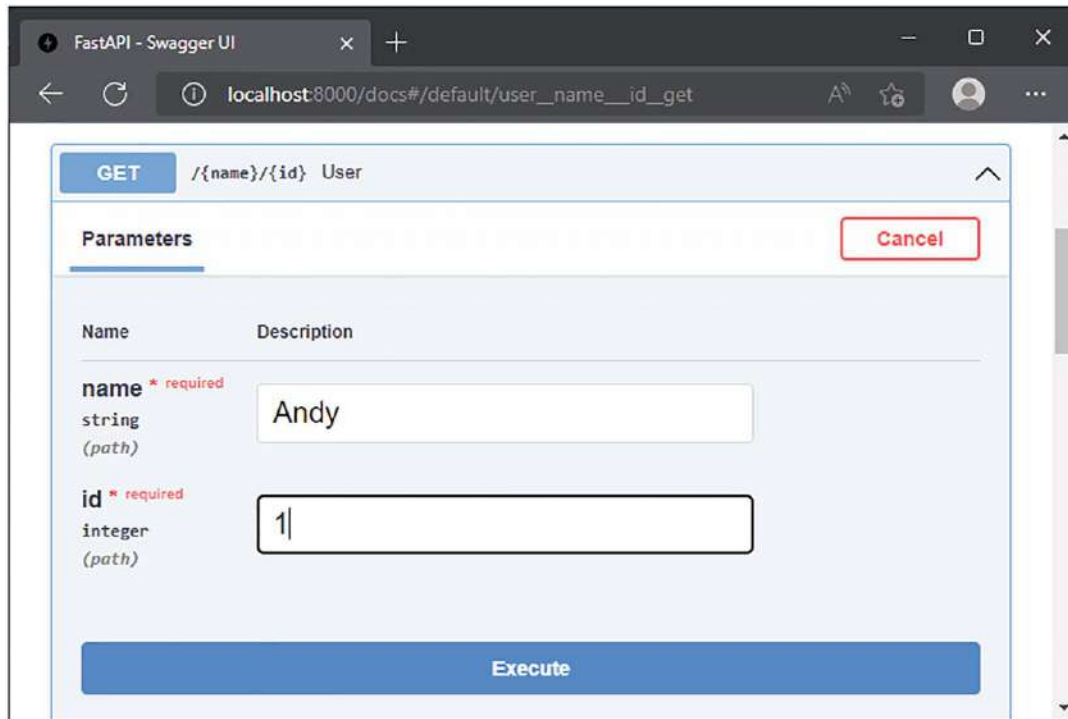 FastAPI - Swagger UI
localhost:8000/docs#/default/user__name__id_get
GET /{name}/{id} User
Parameters Cancel
Name Description
name * required
string
(path)
Andy
id * required
integer
(path)
1
Execute